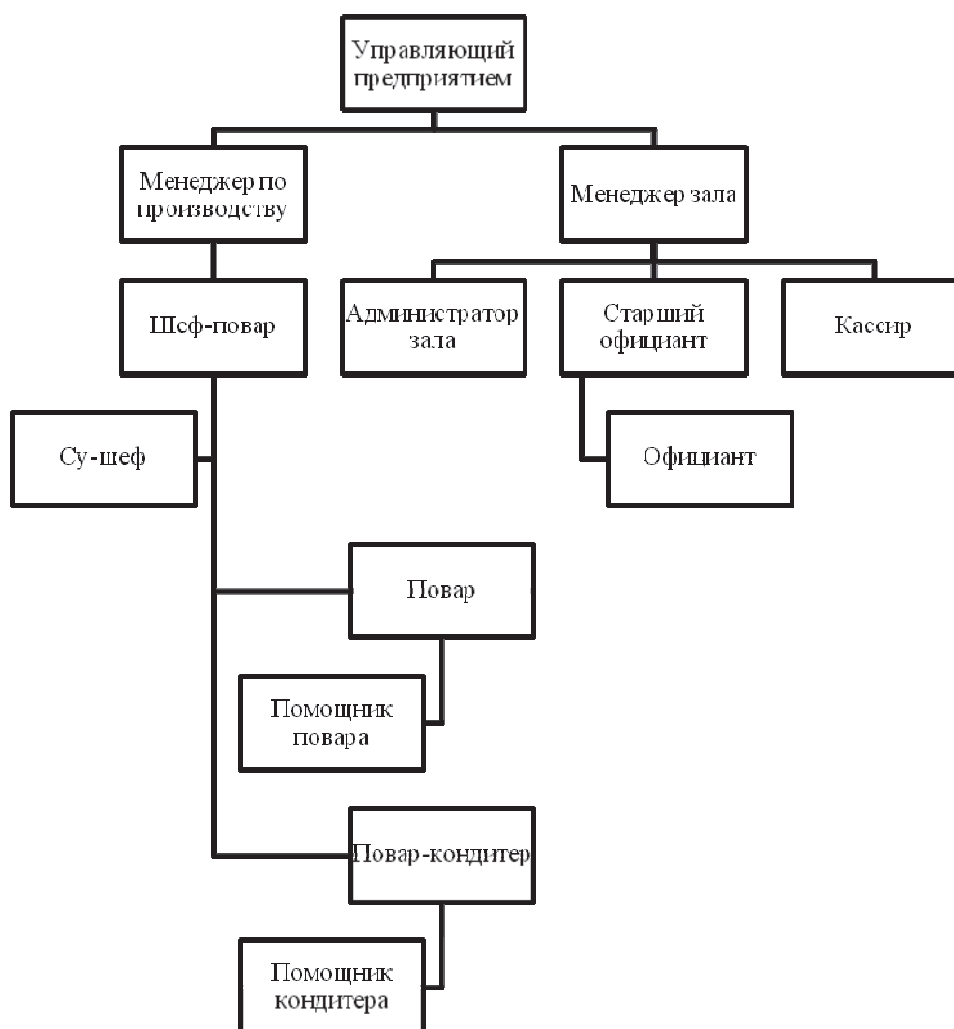 Управляющий
предприятием
Менеджер по
производству
Менеджер зала
Шеф-повар
Администратор
зала
Старший
официант
Кассир
Су-шеф
Официант
Повар
Помощник
повара
Повар-кондитер
Помощник
кондитера